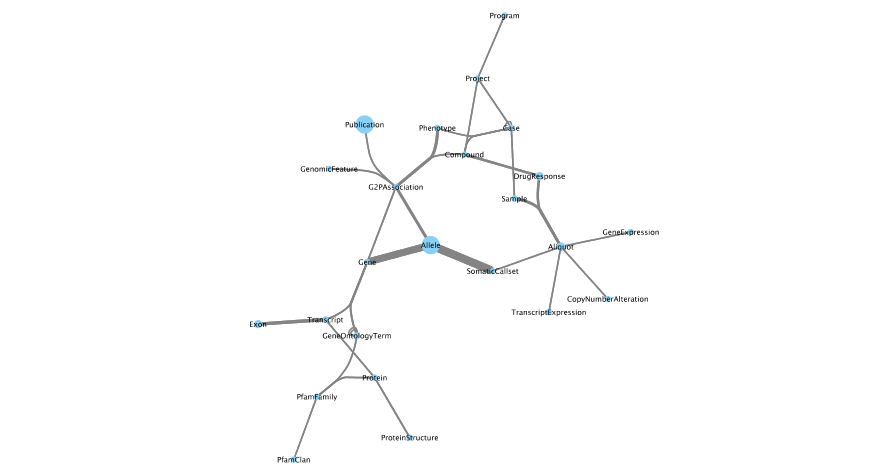 Program
Project
Publication
Phenotype
Case
Compound
GenomicFeature
DrugResponse
G2PAssociation
Sample
GeneExpression
Allele
Aliquot
Gene
SomaticCallset
CopyNumberAlteration
TranscriptExpression
Transcript
Exon
GeneOntologyTerm
Protein
PfamFamily
ProteinStructure
PfamClan